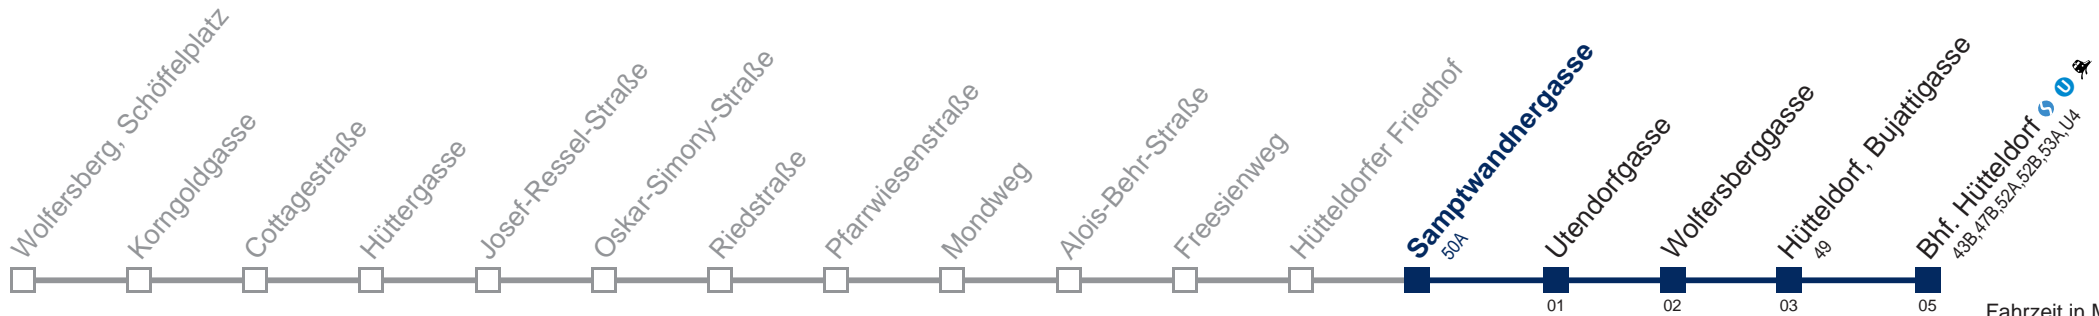 Wolfersberg, Schöffelplatz
Korngoldgasse
Cottagestraße
Hüttergasse
Josef-Ressel-Straße
Oskar-Simony-Straße
Riedstraße
Pfarrwiesenstraße
Mondweg
Alois-Behr-Straße
Freesienweg
Hütteldorfer Friedhof
Samptwandnergasse
50A
Utendorfgasse
Wolfersberggasse
Hütteldorf, Bujattigasse
49
Bhf. Hütteldorf S U
43B,47B,52A,52B,53A,U4
01
02
03
05
Fahrzeit in M